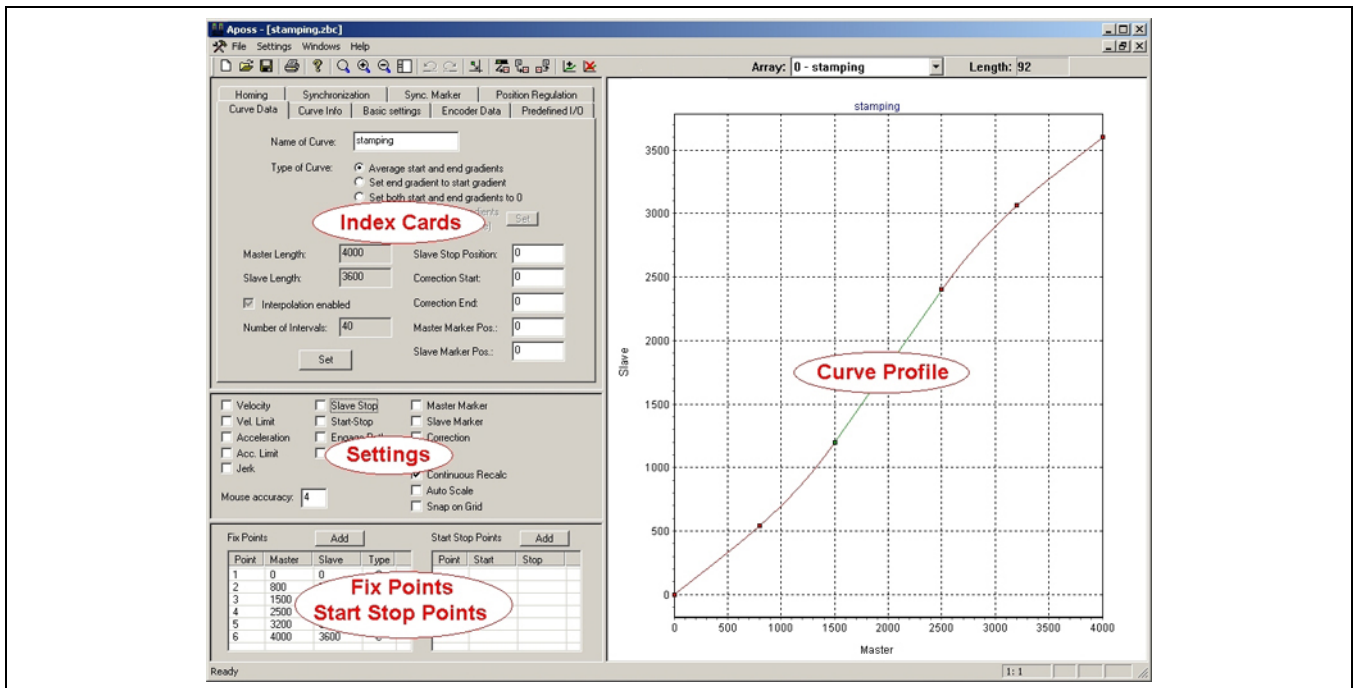 Aposs - [stamping.zbc]
File Settings Windows Help
Array: 0 - stamping Length: 92
Homing Synchronization Sync. Marker Position Regulation
Curve Data Curve Info Basic settings Encoder Data Predefined I/O
Name of Curve: stamping
Type of Curve: Average start and end gradients
Set end gradient to start gradient
Set both start and end gradients to 0
Set
Index Cards
Master Length: 4000 Slave Stop Position: 0
Slave Length: 3600 Correction Start: 0
Interpolation enabled Correction End: 0
Number of Intervals: 40 Master Marker Pos.: 0
Set Slave Marker Pos.: 0
Velocity Slave Stop Master Marker
Vel. Limit Start-Stop Slave Marker
Acceleration Engage Correction
Acc. Limit
Settings
Jerk Continuous Recalc
Mouse accuracy: 4 Auto Scale
Snap on Grid
Fix Points Add Start Stop Points Add
Point Master Slave Type Point Start Stop
1 0 0
2 800
3 1500
4 2500
5 3200
6 4000 3600
Fix Points
Start Stop Points
stamping
3500
3000
2500
2000
1500
1000
500
0
Slave
Curve Profile
0 500 1000 1500 2000 2500 3000 3500 4000
Master
Ready 1: 1